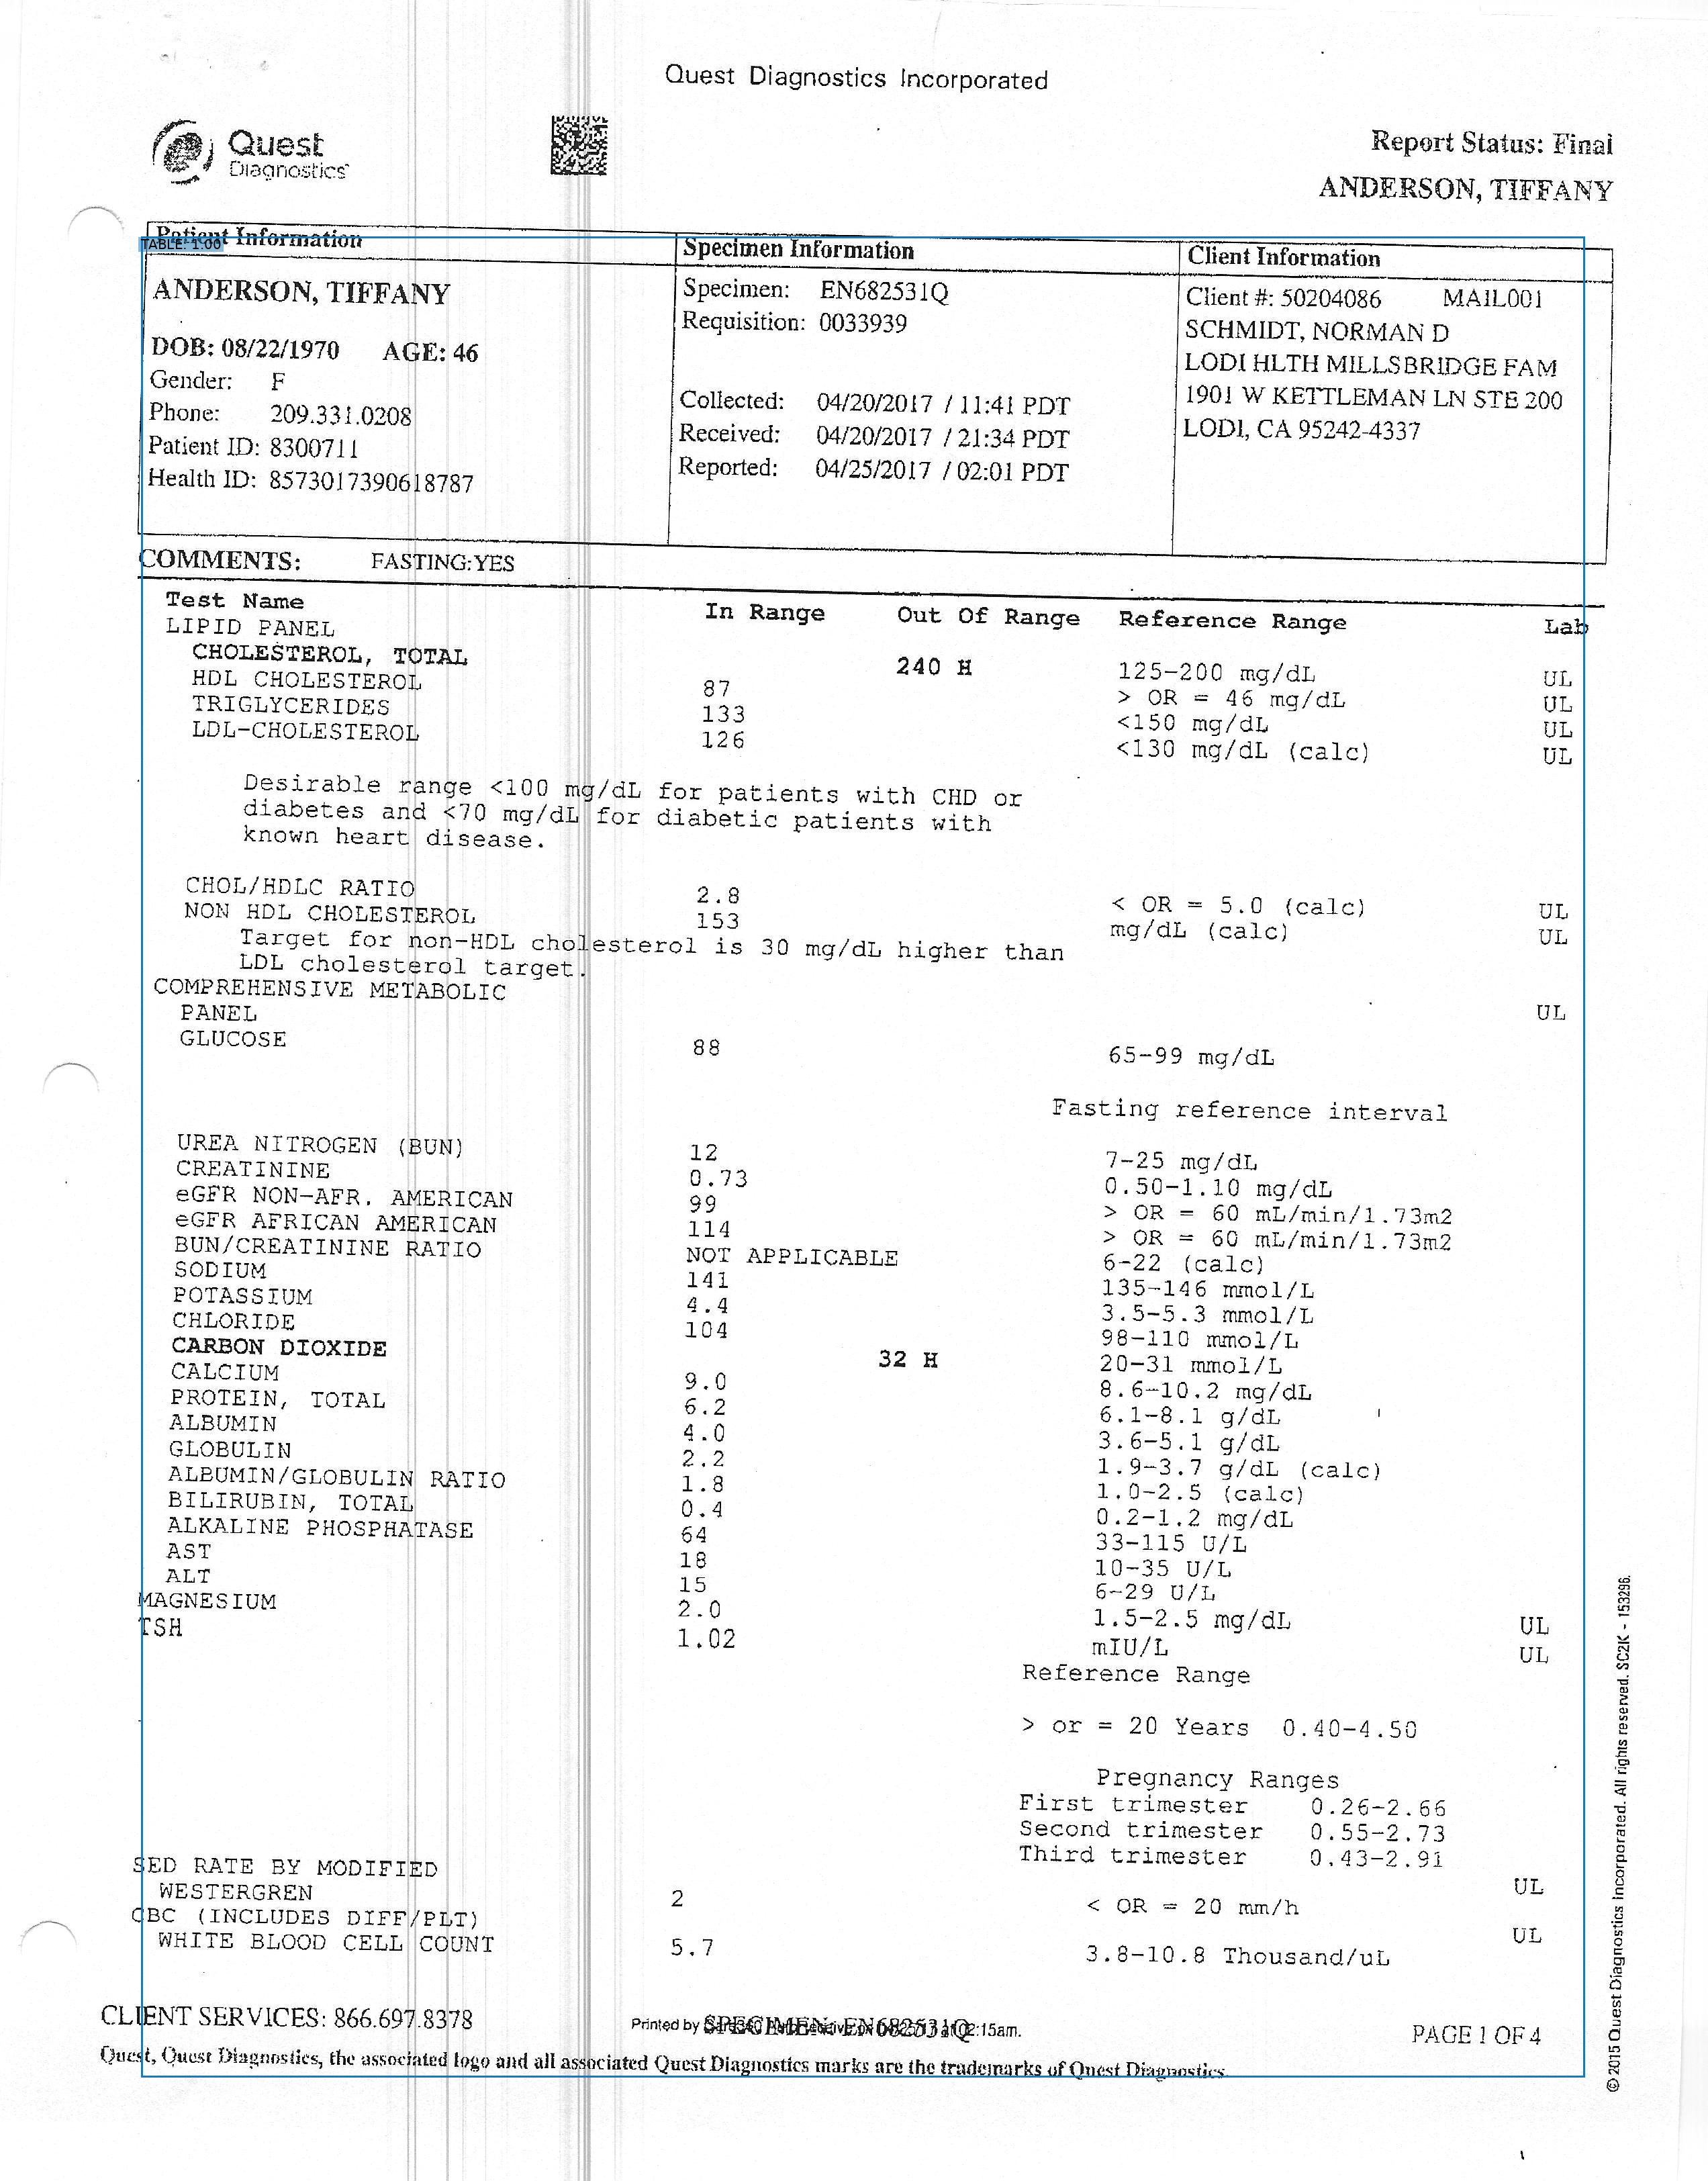 Quest Diagnostics Incorporated
Quest
Diagnostics
Report Status: Final
ANDERSON, TIFFANY
TABLE: 1.00
Patient Information
ANDERSON, TIFFANY
DOB: 08/22/1970 AGE: 46
Gender: F
Phone: 209.331.0208
Patient ID: 8300711
Health ID: 8573017390618787
Specimen Information
Specimen: EN682531Q
Requisition: 0033939
Collected: 04/20/2017 / 11:41 PDT
Received: 04/20/2017 / 21:34 PDT
Reported: 04/25/2017 / 02:01 PDT
Client Information
Client #: 50204086 MAIL001
SCHMIDT, NORMAN D
LODI HLTH MILLSBRIDGE FAM
1901 W KETTLEMAN LN STE 200
LODI, CA 95242-4337
COMMENTS: FASTING:YES
Test Name In Range Out Of Range Reference Range Lab
LIPID PANEL
CHOLESTEROL, TOTAL 240 H 125-200 mg/dL UL
HDL CHOLESTEROL 87 > OR = 46 mg/dL UL
TRIGLYCERIDES 133 <150 mg/dL UL
LDL-CHOLESTEROL 126 <130 mg/dL (calc) UL
Desirable range <100 mg/dL for patients with CHD or
diabetes and <70 mg/dL for diabetic patients with
known heart disease.
CHOL/HDLC RATIO 2.8 < OR = 5.0 (calc) UL
NON HDL CHOLESTEROL 153 mg/dL (calc) UL
Target for non-HDL cholesterol is 30 mg/dL higher than
LDL cholesterol target.
COMPREHENSIVE METABOLIC
PANEL UL
GLUCOSE 88 65-99 mg/dL
Fasting reference interval
UREA NITROGEN (BUN) 12 7-25 mg/dL
CREATININE 0.73 0.50-1.10 mg/dL
eGFR NON-AFR. AMERICAN 99 > OR = 60 mL/min/1.73m2
eGFR AFRICAN AMERICAN 114 > OR = 60 mL/min/1.73m2
BUN/CREATININE RATIO NOT APPLICABLE 6-22 (calc)
SODIUM 141 135-146 mmol/L
POTASSIUM 4.4 3.5-5.3 mmol/L
CHLORIDE 104 98-110 mmol/L
CARBON DIOXIDE 32 H 20-31 mmol/L
CALCIUM 9.0 8.6-10.2 mg/dL
PROTEIN, TOTAL 6.2 6.1-8.1 g/dL
ALBUMIN 4.0 3.6-5.1 g/dL
GLOBULIN 2.2 1.9-3.7 g/dL (calc)
ALBUMIN/GLOBULIN RATIO 1.8 1.0-2.5 (calc)
BILIRUBIN, TOTAL 0.4 0.2-1.2 mg/dL
ALKALINE PHOSPHATASE 64 33-115 U/L
AST 18 10-35 U/L
ALT 15 6-29 U/L
MAGNESIUM 2.0 1.5-2.5 mg/dL UL
TSH 1.02 mIU/L UL
Reference Range
> or = 20 Years 0.40-4.50
Pregnancy Ranges
First trimester 0.26-2.66
Second trimester 0.55-2.73
Third trimester 0.43-2.91
SED RATE BY MODIFIED UL
WESTERGREN 2 < OR = 20 mm/h
CBC (INCLUDES DIFF/PLT) UL
WHITE BLOOD CELL COUNT 5.7 3.8-10.8 Thousand/uL
CLIENT SERVICES: 866.697.8378 Printed by SPECIMEN: EN682531Q 2:15am. PAGE 1 OF 4
Quest, Quest Diagnostics, the associated logo and all associated Quest Diagnostics marks are the trademarks of Quest Diagnostics.
© 2015 Quest Diagnostics Incorporated. All rights reserved. SC2K - 153296.